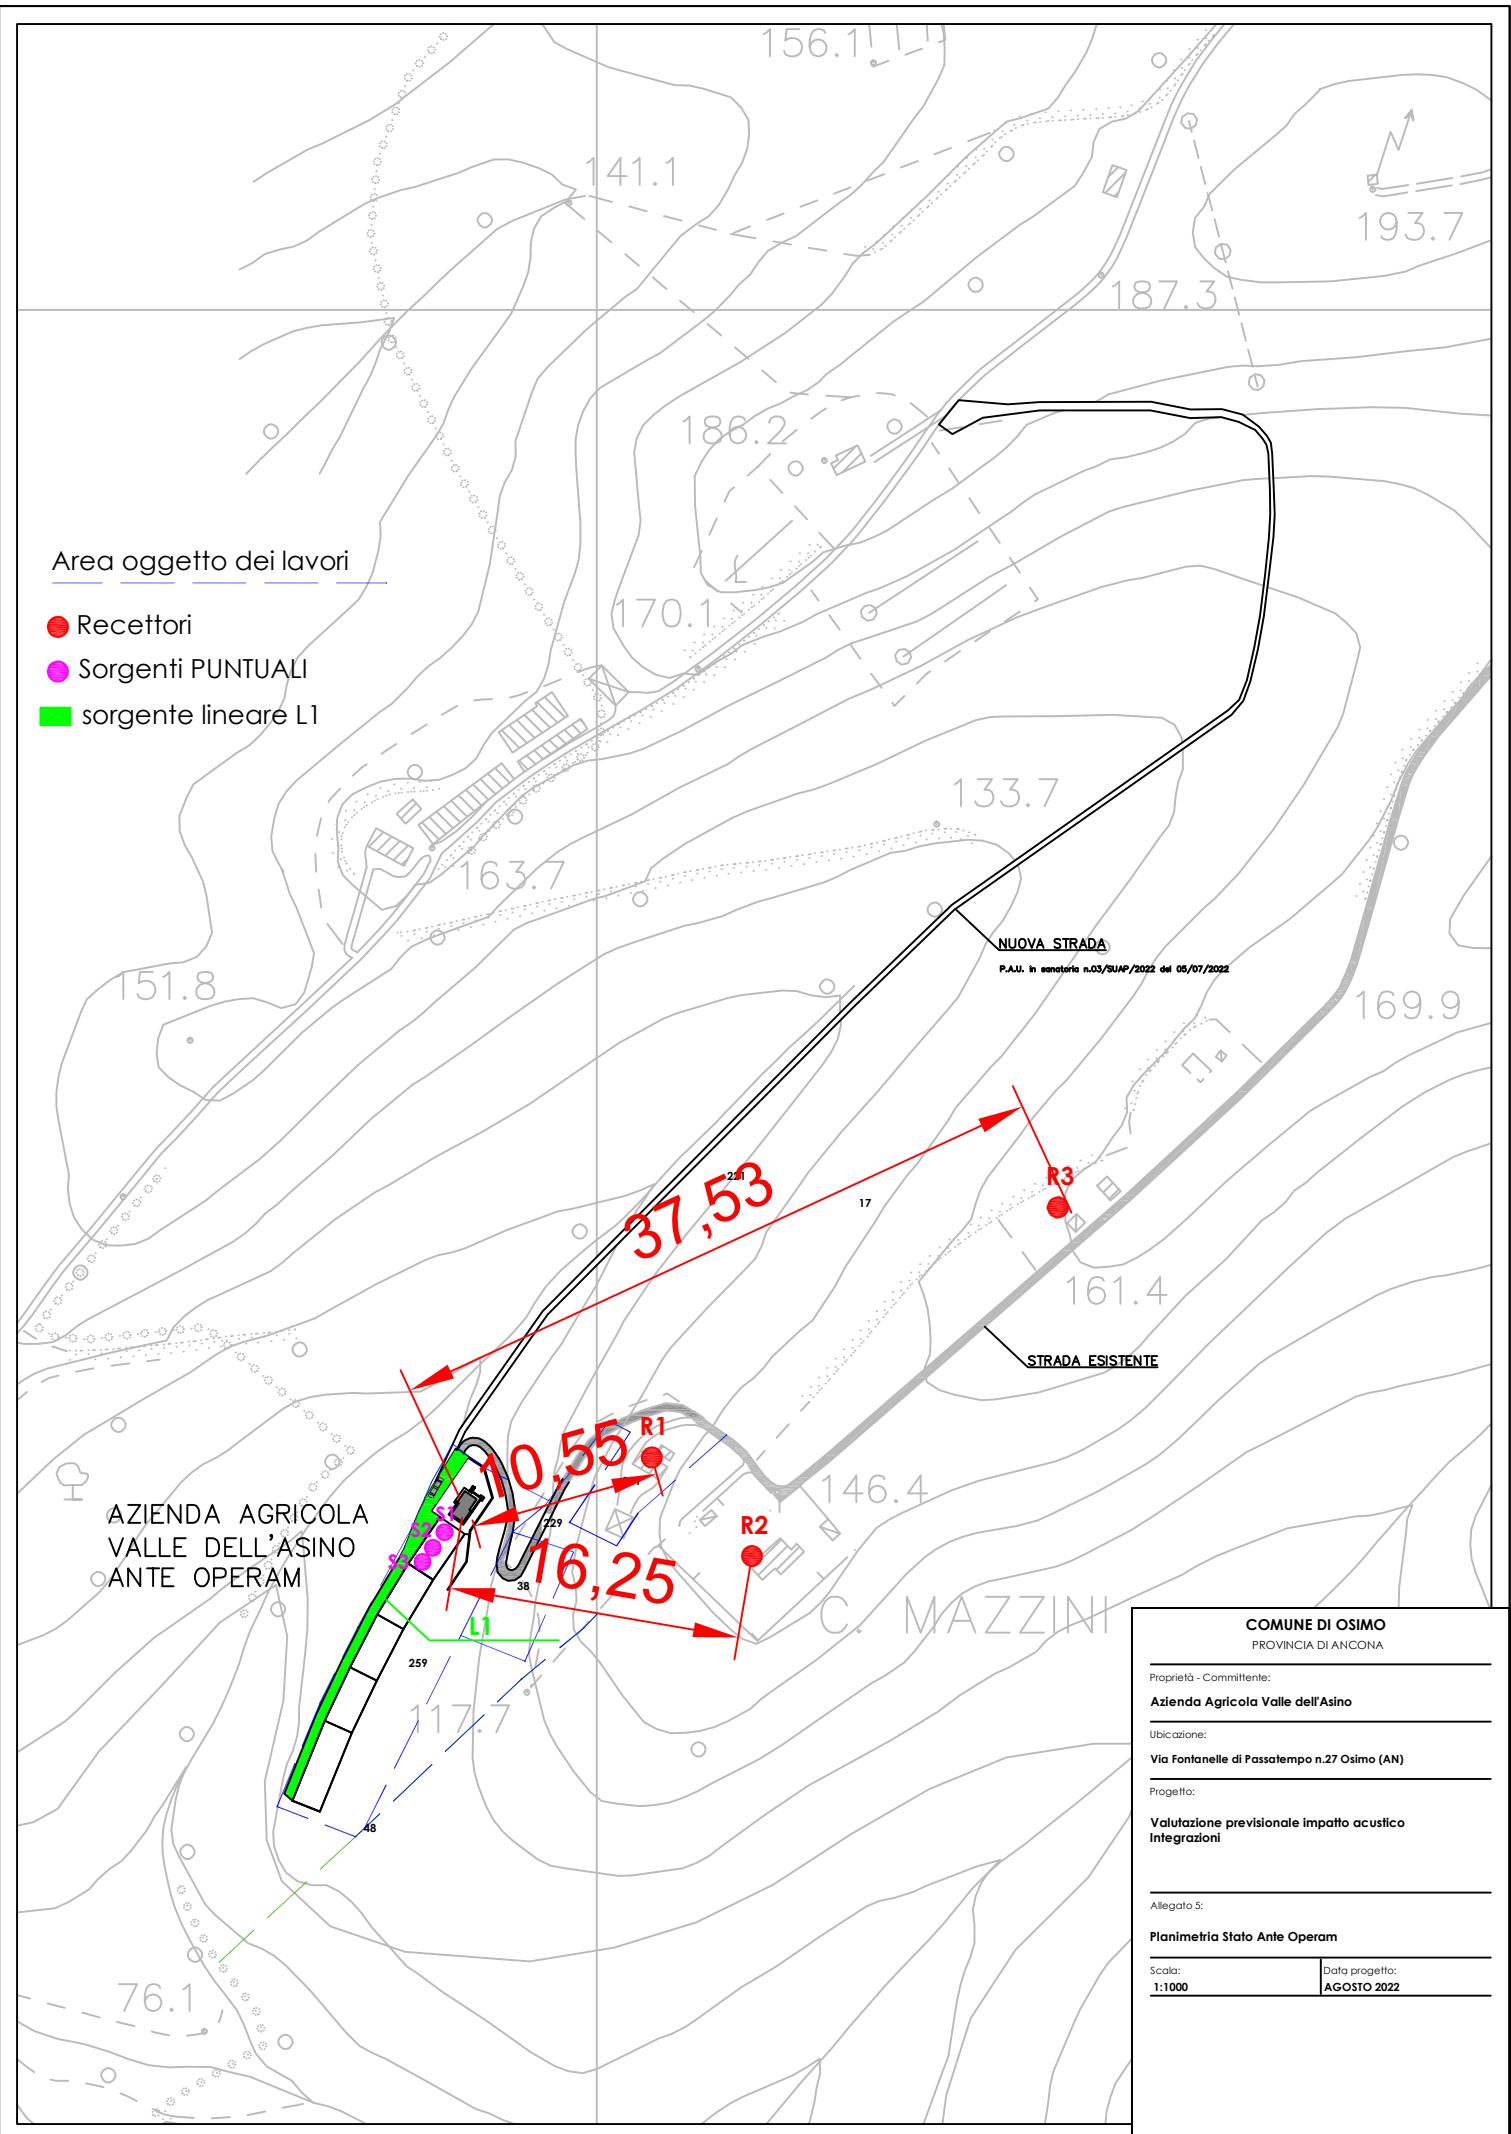 156.1
141.1
193.7
187.3
186.2
Area oggetto dei lavori
170.1
Recettori
Sorgenti PUNTUALI
sorgente lineare L1
133.7
163.7
NUOVA STRADA
P.A.U. in sanatoria n.03/SUAP/2022 del 05/07/2022
151.8
169.9
221
17
37,53
R3
161.4
STRADA ESISTENTE
R1
10,55
146.4
AZIENDA AGRICOLA
VALLE DELL'ASINO
ANTE OPERAM
S1
S2
S3
229
R2
38
16,25
C. MAZZINI
L1
259
117.7
48
76.1
COMUNE DI OSIMO
PROVINCIA DI ANCONA
Proprietà - Committente:
Azienda Agricola Valle dell'Asino
Ubicazione:
Via Fontanelle di Passatempo n.27 Osimo (AN)
Progetto:
Valutazione previsionale impatto acustico
Integrazioni
Allegato 5:
Planimetria Stato Ante Operam
Scala:
1:1000
Data progetto:
AGOSTO 2022